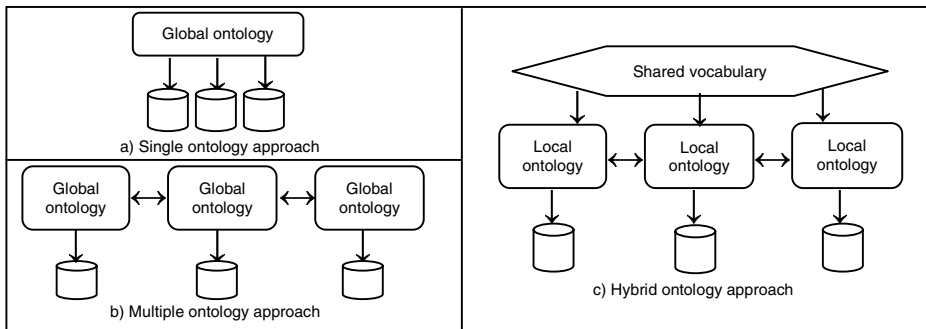 Global ontology
a) Single ontology approach
Global
ontology
Global
ontology
Global
ontology
b) Multiple ontology approach
Shared vocabulary
Local
ontology
Local
ontology
Local
ontology
c) Hybrid ontology approach